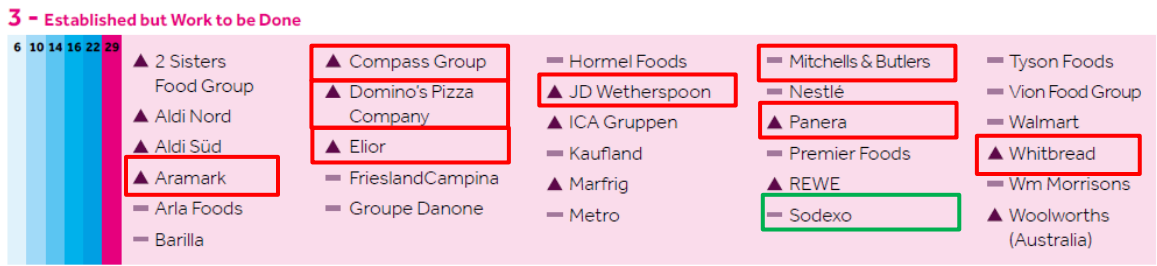 3 - Established but Work to be Done
6 10 14 16 22 29
2 Sisters
Food Group
Aldi Nord
Aldi Süd
Aramark
Arla Foods
Barilla
Compass Group
Domino's Pizza
Company
Elior
FrieslandCampina
Groupe Danone
Hormel Foods
JD Wetherspoon
ICA Gruppen
Kaufland
Marfrig
Metro
Mitchells & Butlers
Nestlé
Panera
Premier Foods
REWE
Sodexo
Tyson Foods
Vion Food Group
Walmart
Whitbread
Wm Morrisons
Woolworths
(Australia)